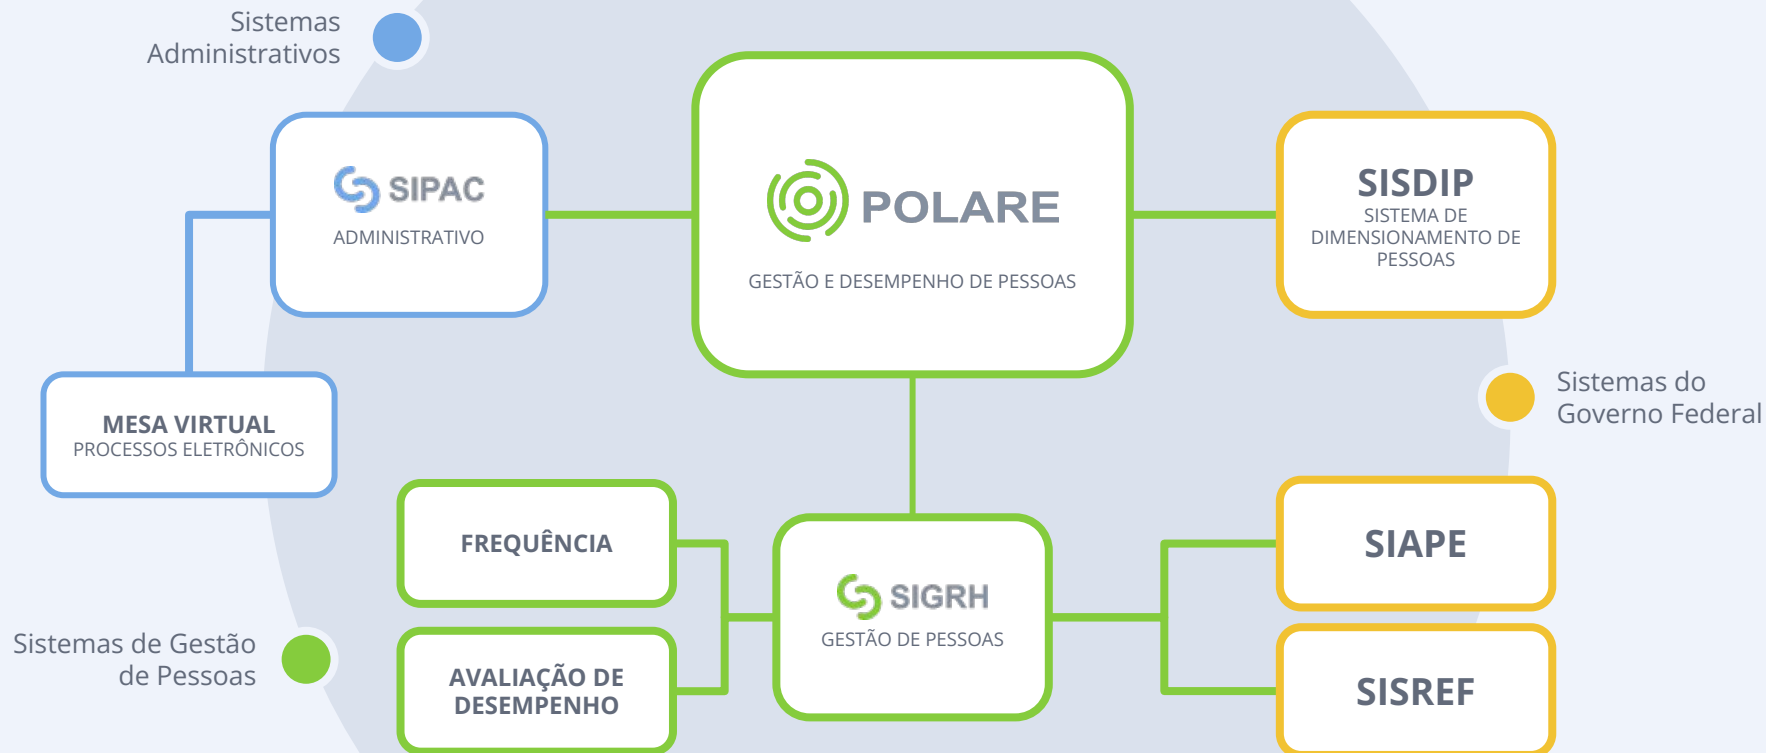 Sistemas
Administrativos
SIPAC
ADMINISTRATIVO
POLARE
GESTÃO E DESEMPENHO DE PESSOAS
SISDIP
SISTEMA DE
DIMENSIONAMENTO DE
PESSOAS
MESA VIRTUAL
PROCESSOS ELETRÔNICOS
Sistemas do
Governo Federal
FREQUÊNCIA
SIGRH
GESTÃO DE PESSOAS
SIAPE
Sistemas de Gestão
de Pessoas
AVALIAÇÃO DE
DESEMPENHO
SISREF